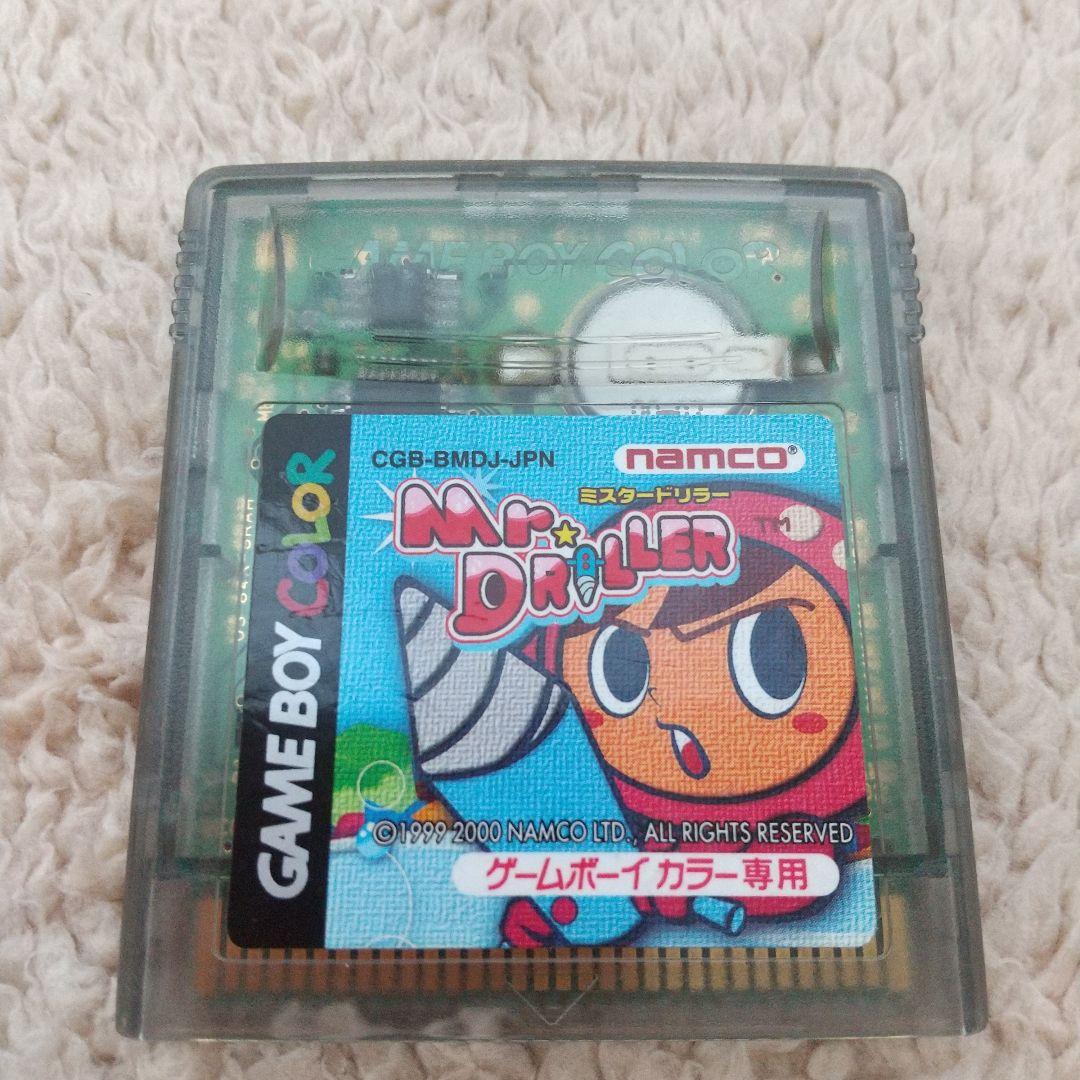 GAME BOY COLOR
CGB-BMDJ-JPN
namco®
ミスタードリラー
Mr. DRILLER™
©1999 2000 NAMCO LTD., ALL RIGHTS RESERVED
ゲームボーイカラー専用
GAME BOY COLOR